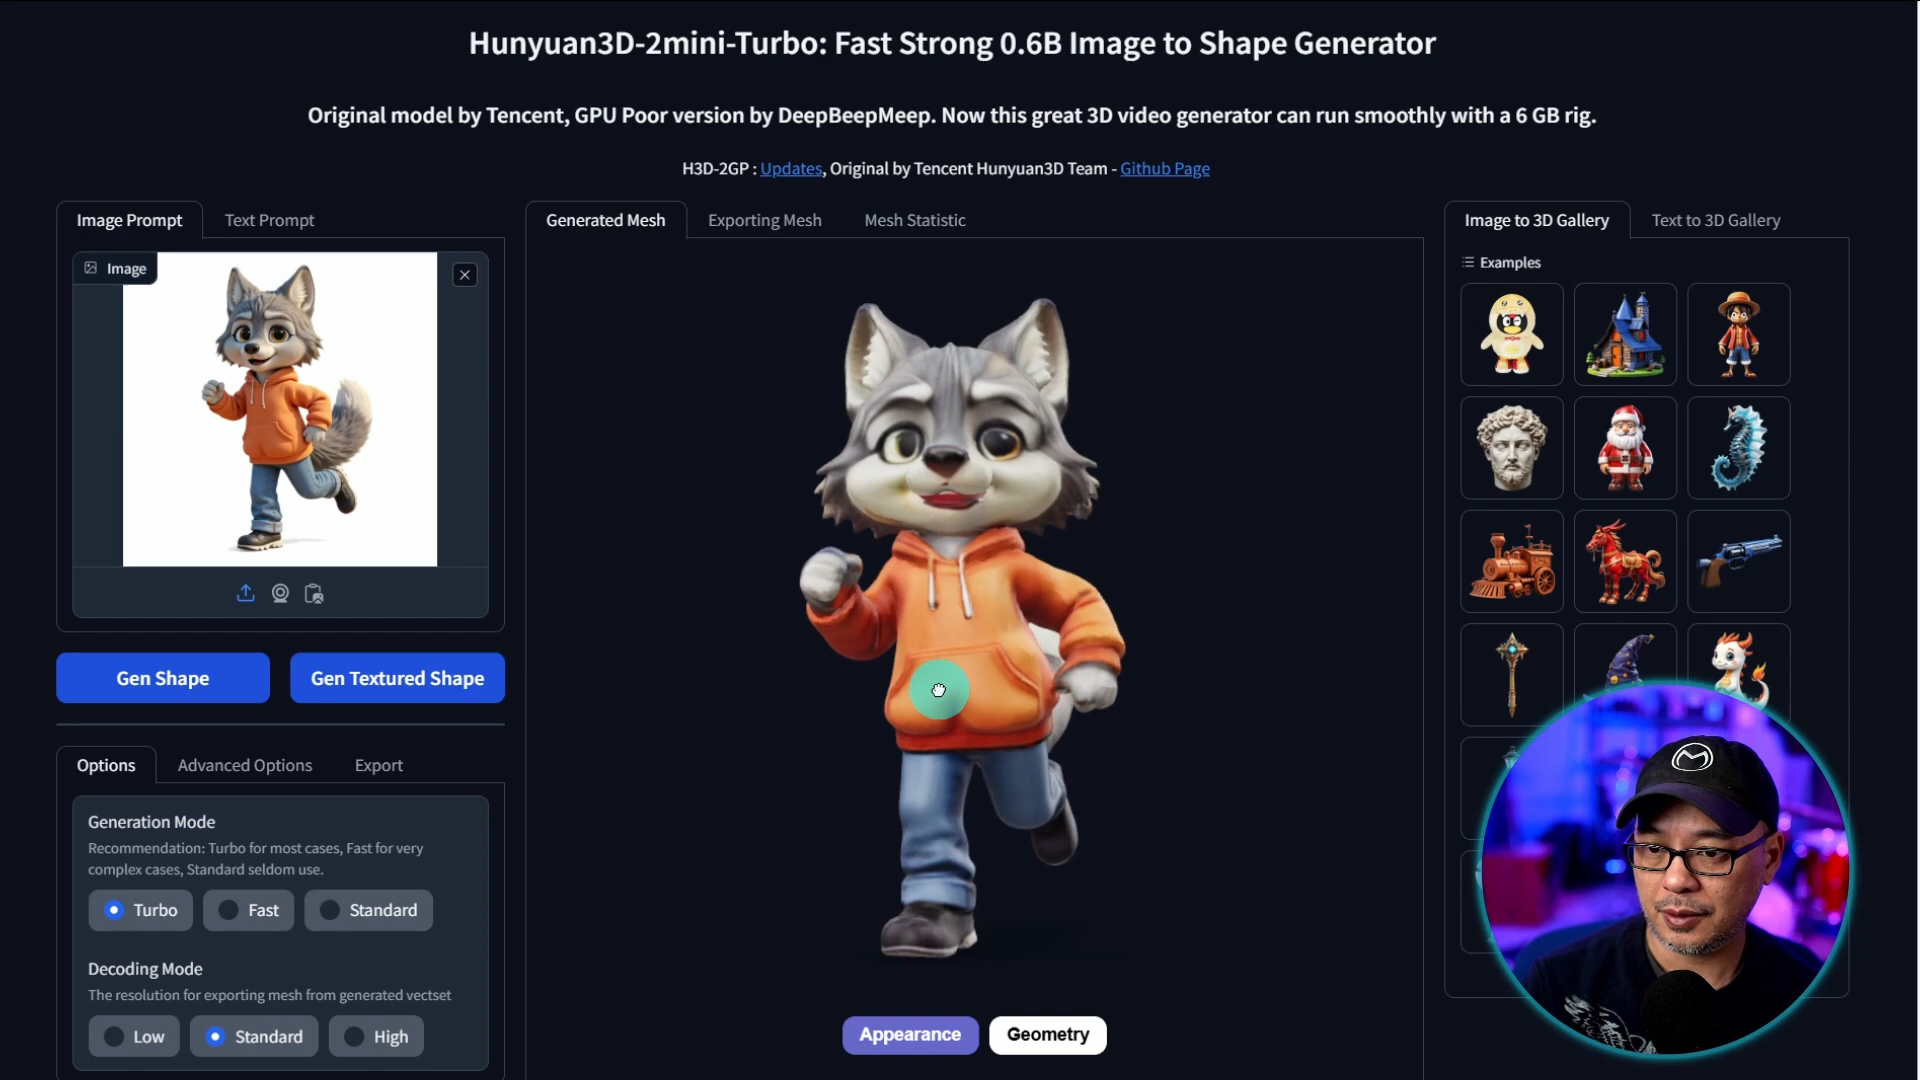 Hunyuan3D-2mini-Turbo: Fast Strong 0.6B Image to Shape Generator
Original model by Tencent, GPU Poor version by DeepBeepMeep. Now this great 3D video generator can run smoothly with a 6 GB rig.
H3D-2GP : Updates, Original by Tencent Hunyuan3D Team - Github Page
Image Prompt
Text Prompt
Image
Gen Shape
Gen Textured Shape
Options
Advanced Options
Export
Generation Mode
Recommendation: Turbo for most cases, Fast for very
complex cases, Standard seldom use.
Turbo
Fast
Standard
Decoding Mode
The resolution for exporting mesh from generated vectset
Low
Standard
High
Generated Mesh
Exporting Mesh
Mesh Statistic
Appearance
Geometry
Image to 3D Gallery
Text to 3D Gallery
Examples